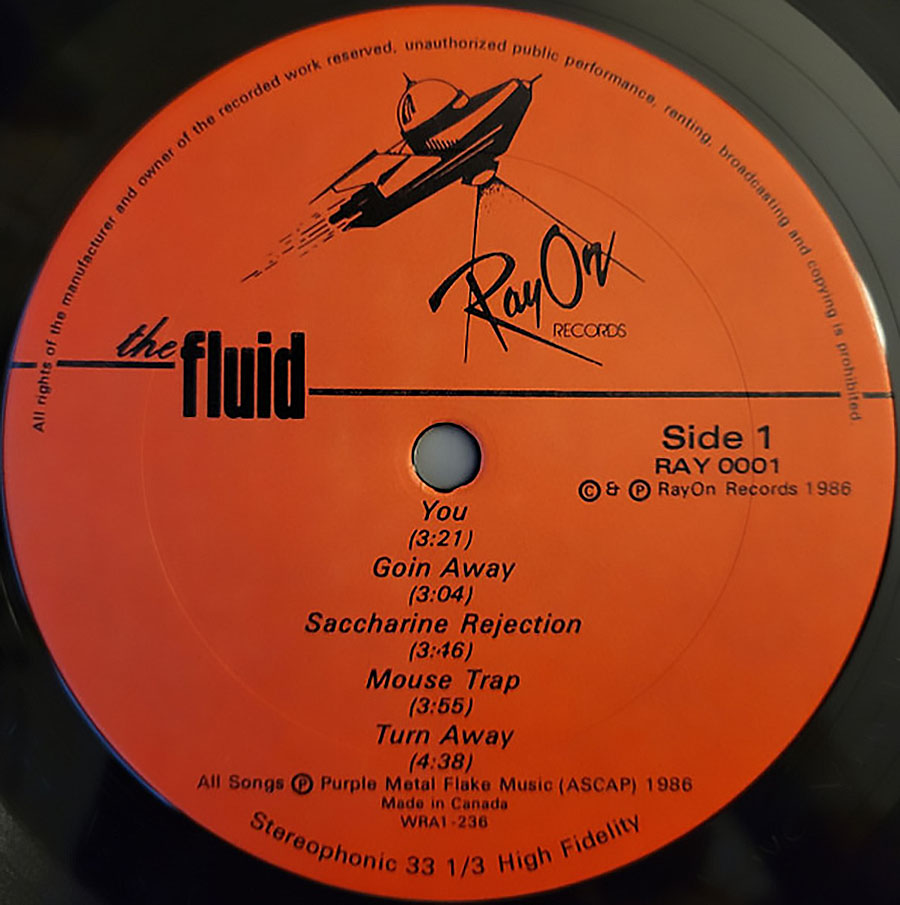 All rights of the manufacturer and owner of the recorded work reserved, unauthorized public performance, renting, broadcasting and copying is prohibited
RayOn
RECORDS
the fluid
Side 1
RAY 0001
© & ℗ RayOn Records 1986
You
(3:21)
Goin Away
(3:04)
Saccharine Rejection
(3:46)
Mouse Trap
(3:55)
Turn Away
(4:38)
All Songs ℗ Purple Metal Flake Music (ASCAP) 1986
Made in Canada
WRA1-236
Stereophonic 33 1/3 High Fidelity